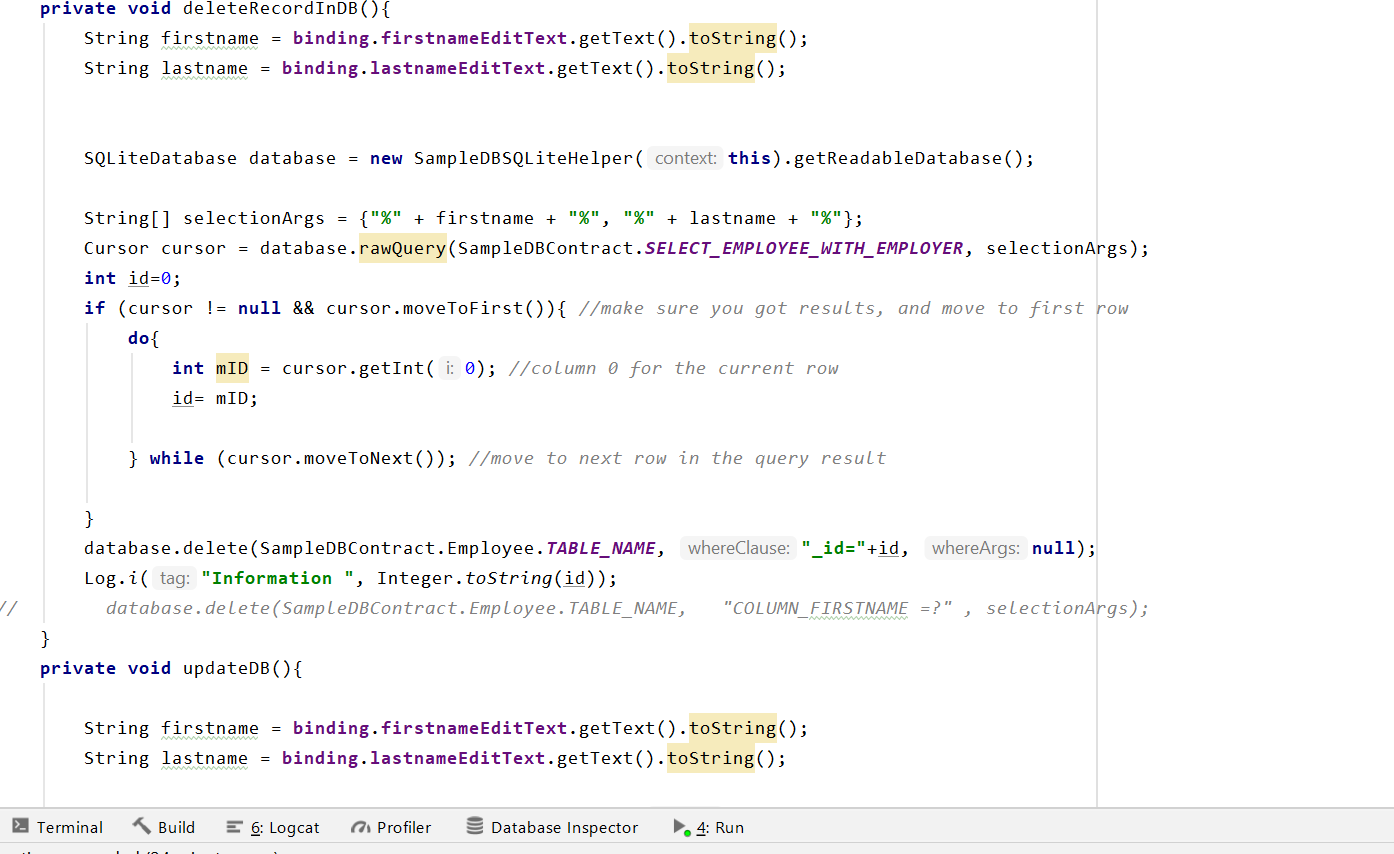 private void deleteRecordInDB(){
String firstname = binding.firstnameEditText.getText().toString();
String lastname = binding.lastnameEditText.getText().toString();
SQLiteDatabase database = new SampleDBSQLiteHelper( context: this).getReadableDatabase();
String[] selectionArgs = {"%" + firstname + "%", "%" + lastname + "%"};
Cursor cursor = database.rawQuery(SampleDBContract.SELECT_EMPLOYEE_WITH_EMPLOYER, selectionArgs);
int id=0;
if (cursor != null && cursor.moveToFirst()){ //make sure you got results, and move to first row
do{
int mID = cursor.getInt( i: 0); //column 0 for the current row
id= mID;
} while (cursor.moveToNext()); //move to next row in the query result
}
database.delete(SampleDBContract.Employee.TABLE_NAME, whereClause: "_id="+id, whereArgs: null);
Log.i( tag: "Information ", Integer.toString(id));
// database.delete(SampleDBContract.Employee.TABLE_NAME, "COLUMN_FIRSTNAME =?" , selectionArgs);
}
private void updateDB(){
String firstname = binding.firstnameEditText.getText().toString();
String lastname = binding.lastnameEditText.getText().toString();
Terminal Build 6: Logcat Profiler Database Inspector 4: Run